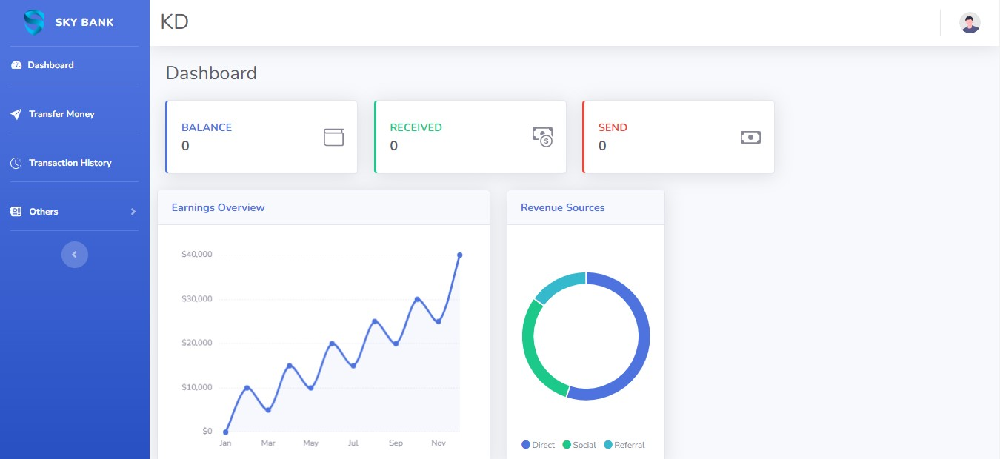 SKY BANK
KD
Dashboard
Transfer Money
Transaction History
Others
Dashboard
BALANCE
0
RECEIVED
0
$
SEND
0
Earnings Overview
$40,000
$30,000
$20,000
$10,000
$0
Jan Mar May Jul Sep Nov
Revenue Sources
Direct Social Referral